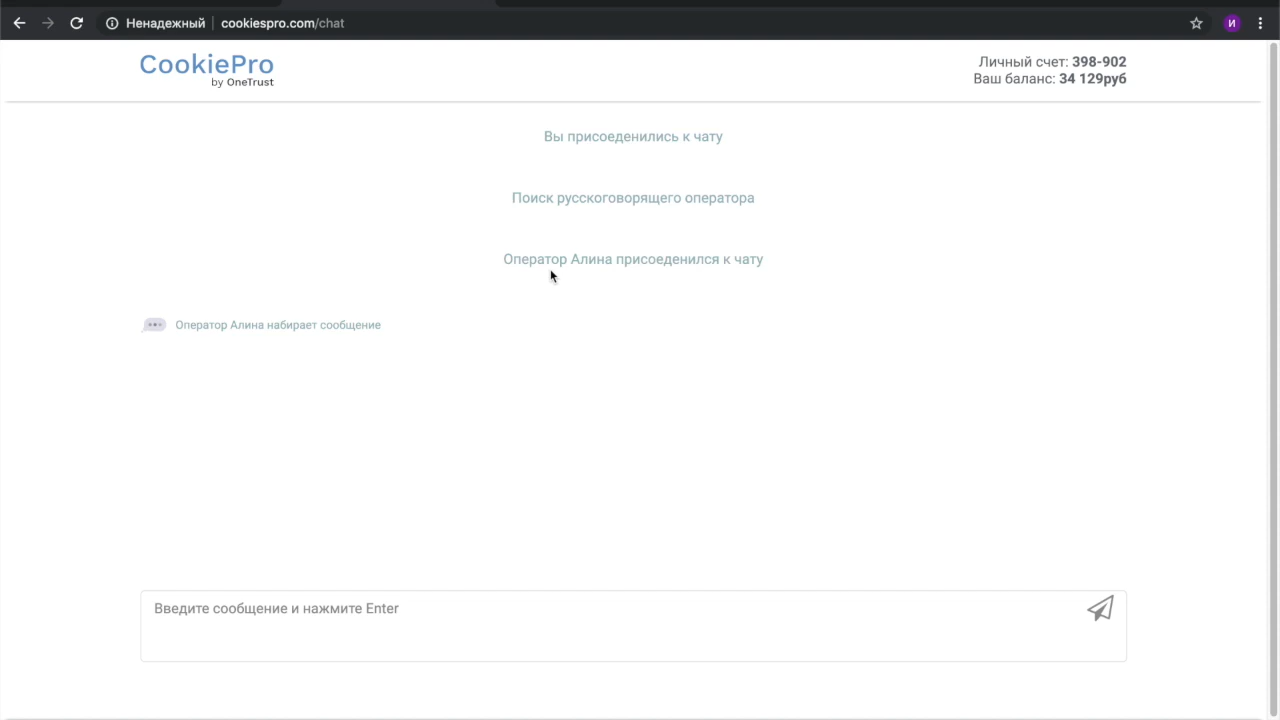 Ненадежный | cookiespro.com/chat
И
CookiePro
by OneTrust
Личный счет: 398-902
Ваш баланс: 34 129руб
Вы присоеденились к чату
Поиск русскоговорящего оператора
Оператор Алина присоеденился к чату
Оператор Алина набирает сообщение
Введите сообщение и нажмите Enter